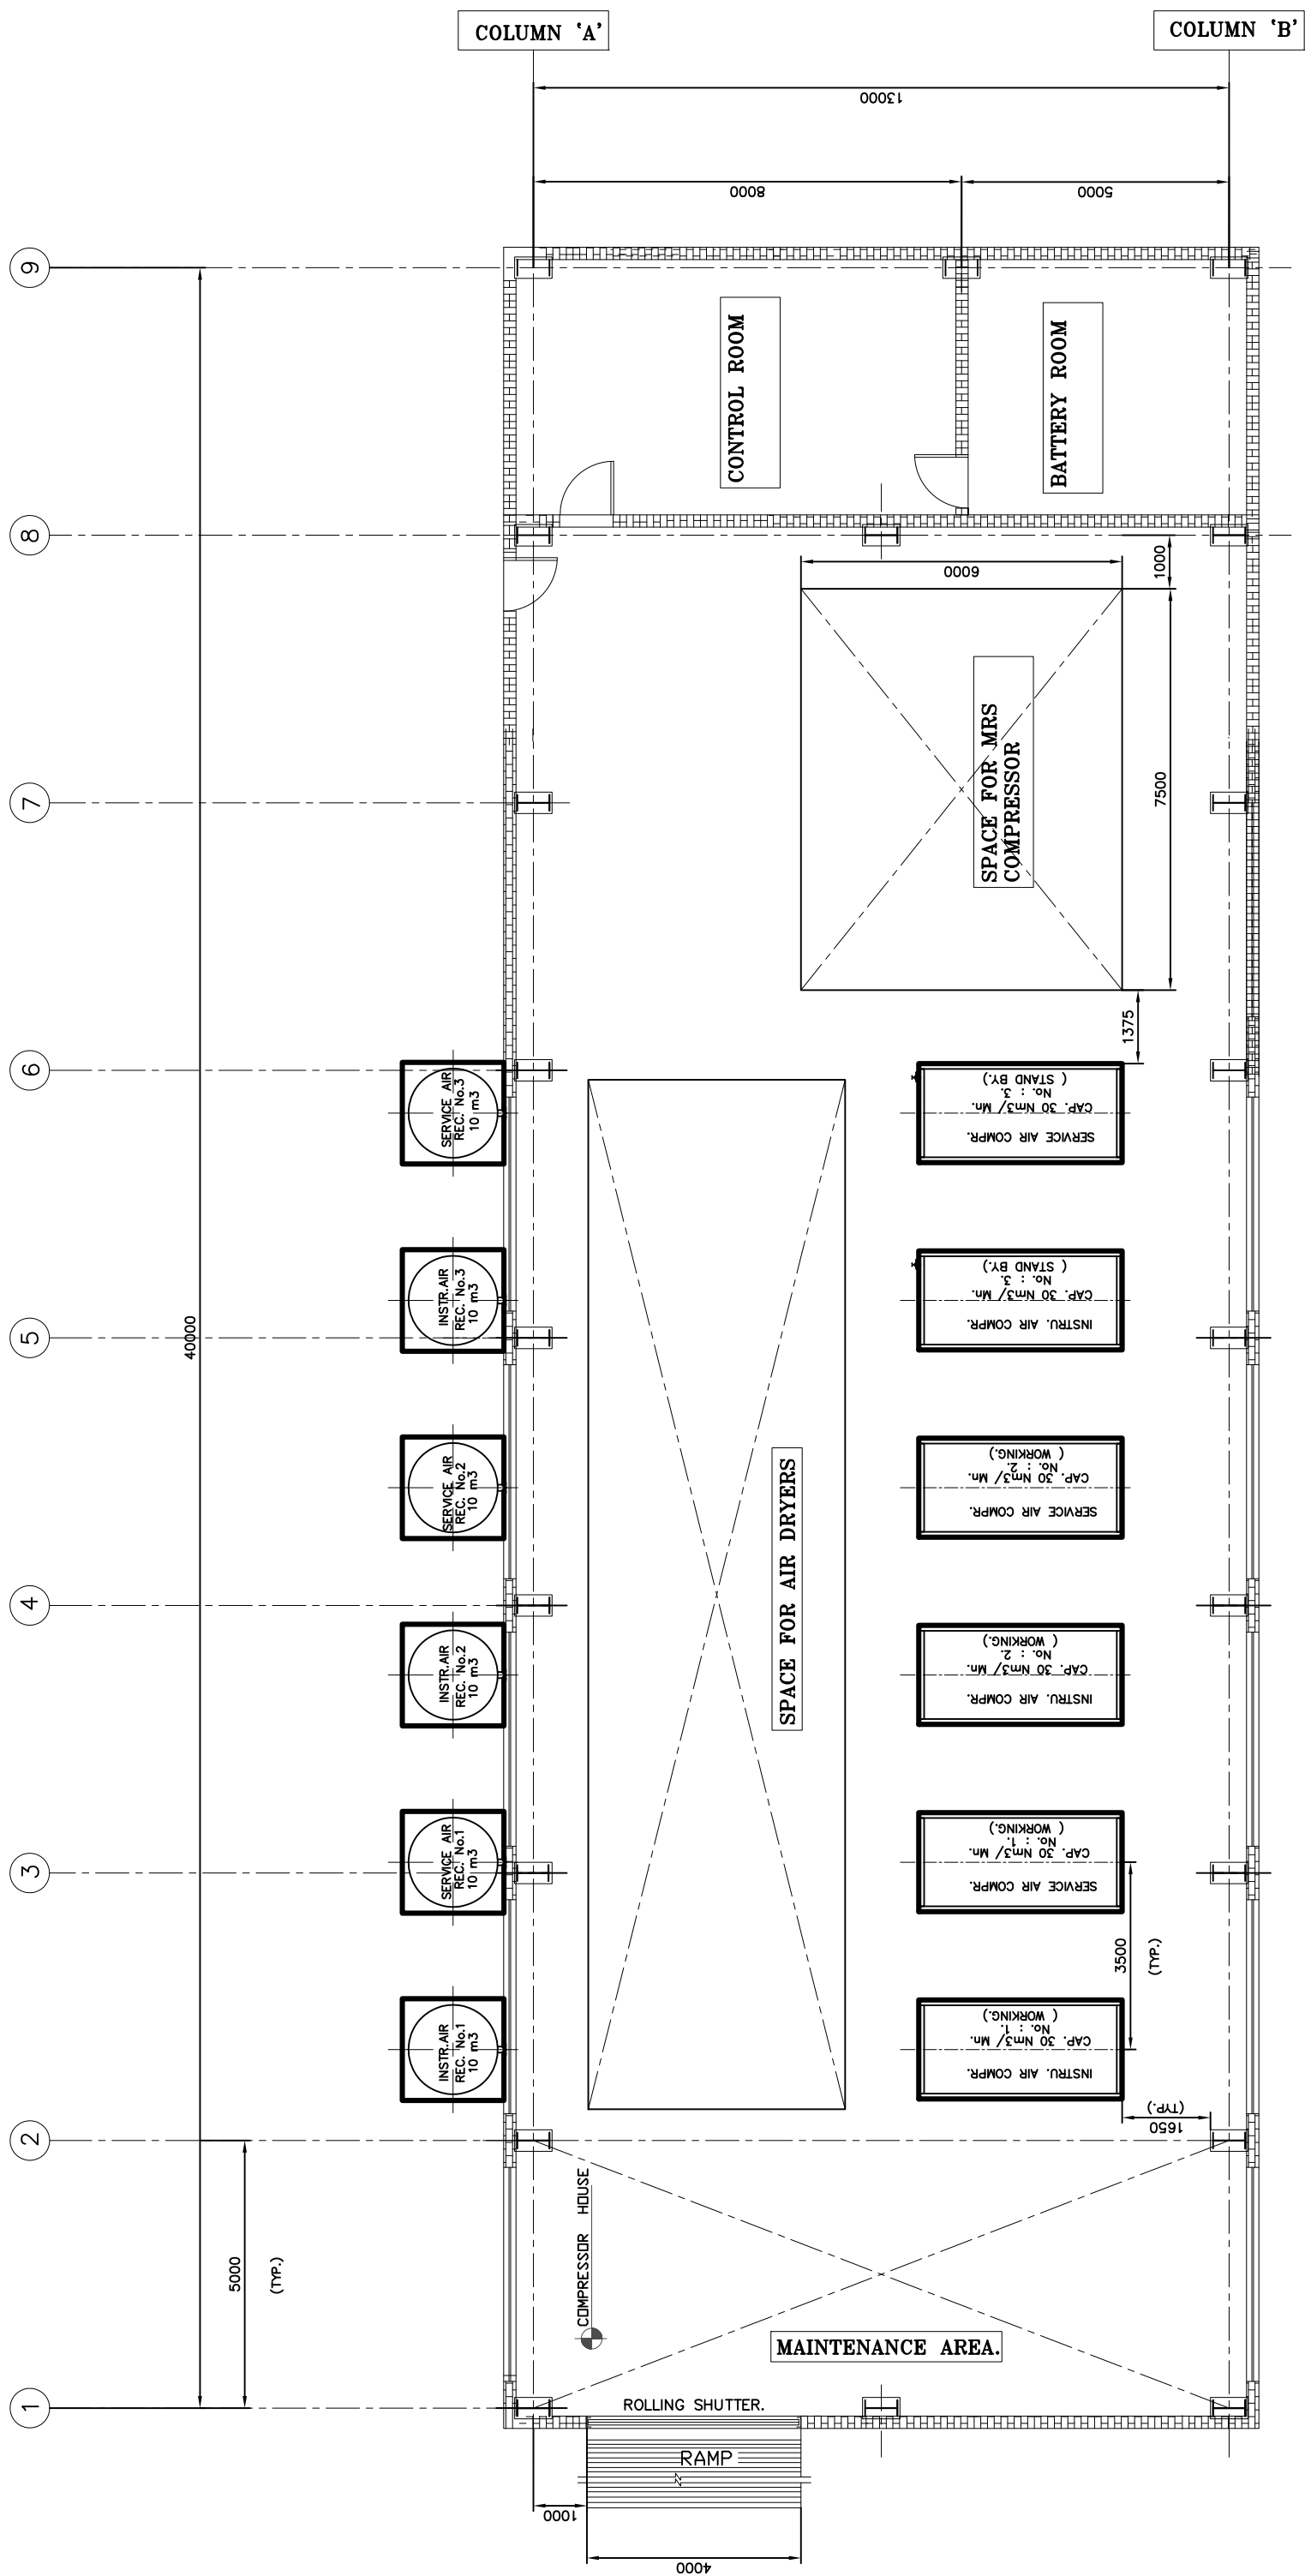 COLUMN 'A'
COLUMN 'B'
13000
8000
5000
9
8
7
6
5
4
3
2
1
40000
5000
(TYP.)
CONTROL ROOM
BATTERY ROOM
6000
1000
7500
SPACE FOR MRS
COMPRESSOR
1375
SERVICE AIR
REC. No.3
10 m3
INSTR.AIR
REC. No.3
10 m3
SERVICE AIR
REC. No.2
10 m3
INSTR.AIR
REC. No.2
10 m3
SERVICE AIR
REC. No.1
10 m3
INSTR.AIR
REC. No.1
10 m3
SPACE FOR AIR DRYERS
SERVICE AIR COMPR.
CAP. 30 Nm3/ Mn.
No. : 3.
( STAND BY.)
INSTRU. AIR COMPR.
CAP. 30 Nm3/ Mn.
No. : 3.
( STAND BY.)
SERVICE AIR COMPR.
CAP. 30 Nm3/ Mn.
No. : 2.
( WORKING.)
INSTRU. AIR COMPR.
CAP. 30 Nm3/ Mn.
No. : 2.
( WORKING.)
SERVICE AIR COMPR.
CAP. 30 Nm3/ Mn.
No. : 1.
( WORKING.)
INSTRU. AIR COMPR.
CAP. 30 Nm3/ Mn.
No. : 1.
( WORKING.)
3500
(TYP.)
1650
(TYP.)
COMPRESSOR HOUSE
MAINTENANCE AREA.
ROLLING SHUTTER.
RAMP
1000
4000